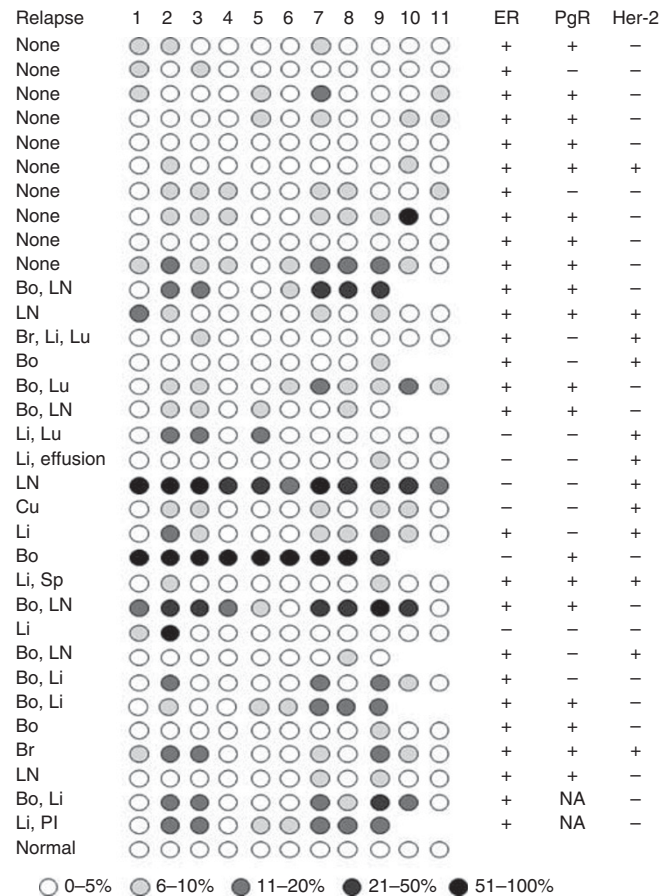 Relapse 1 2 3 4 5 6 7 8 9 10 11 ER PgR Her-2
None + + –
None + – –
None + + –
None + + –
None + + –
None + + +
None + – –
None + + –
None + + –
None + + –
Bo, LN + + –
LN + + +
Br, Li, Lu + – +
Bo + – +
Bo, Lu + + –
Bo, LN + + –
Li, Lu – – +
Li, effusion – – +
LN – – +
Cu – – +
Li + – +
Bo – + –
Li, Sp + + +
Bo, LN + + –
Li – – –
Bo, LN + – +
Bo, Li + – –
Bo, Li + + –
Bo + + –
Br + + +
LN + + –
Bo, Li + NA –
Li, PI + NA –
Normal
0–5% 6–10% 11–20% 21–50% 51–100%